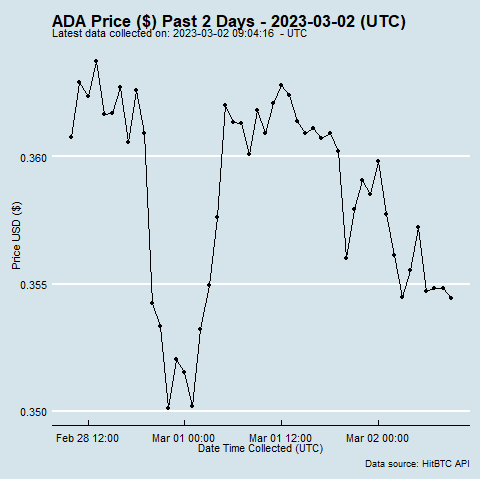 ADA Price ($) Past 2 Days - 2023-03-02 (UTC)
Latest data collected on: 2023-03-02 09:04:16 - UTC
0.360
Price USD ($)
0.355
0.350
Feb 28 12:00 Mar 01 00:00 Mar 01 12:00 Mar 02 00:00
Date Time Collected (UTC)
Data source: HitBTC API